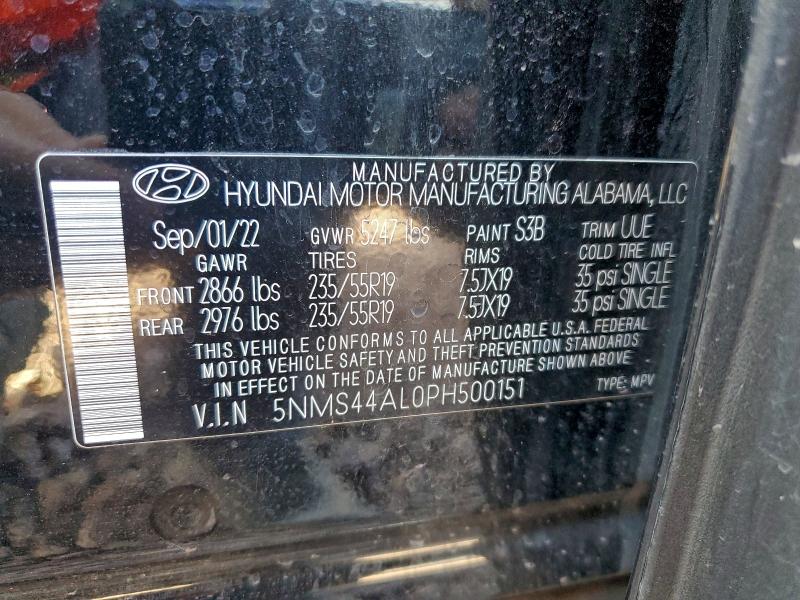 MANUFACTURED BY
HYUNDAI MOTOR MANUFACTURING ALABAMA, LLC
Sep/01/22 GVWR 5247 lbs PAINT S3B TRIM UUE
GAWR TIRES RIMS COLD TIRE INFL
FRONT 2866 lbs 235/55R19 7.5JX19 35 psi SINGLE
REAR 2976 lbs 235/55R19 7.5JX19 35 psi SINGLE
THIS VEHICLE CONFORMS TO ALL APPLICABLE U.S.A. FEDERAL
MOTOR VEHICLE SAFETY AND THEFT PREVENTION STANDARDS
IN EFFECT ON THE DATE OF MANUFACTURE SHOWN ABOVE
V.I.N 5NMS44AL0PH500151 TYPE: MPV